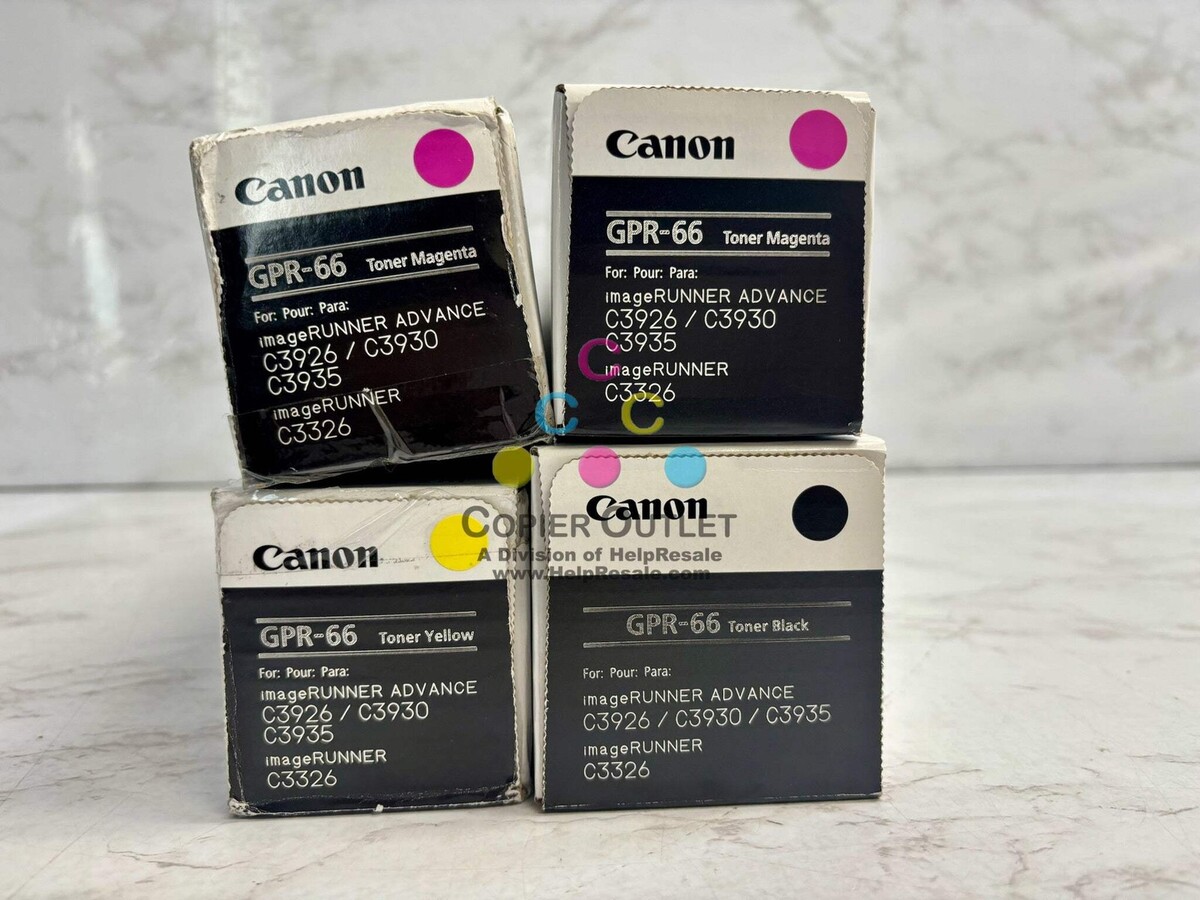 Canon
GPR-66 Toner Magenta
For: Pour: Para:
imageRUNNER ADVANCE
C3926 / C3930
C3935
imageRUNNER
C3326
Canon
GPR-66 Toner Magenta
For: Pour: Para:
imageRUNNER ADVANCE
C3926 / C3930
C3935
imageRUNNER
C3326
C
C C
Canon
GPR-66 Toner Yellow
For: Pour: Para:
imageRUNNER ADVANCE
C3926 / C3930
C3935
imageRUNNER
C3326
Canon
COPIER OUTLET
A Division of HelpResale
www.HelpResale.com
GPR-66 Toner Black
For: Pour: Para:
imageRUNNER ADVANCE
C3926 / C3930 / C3935
imageRUNNER
C3326